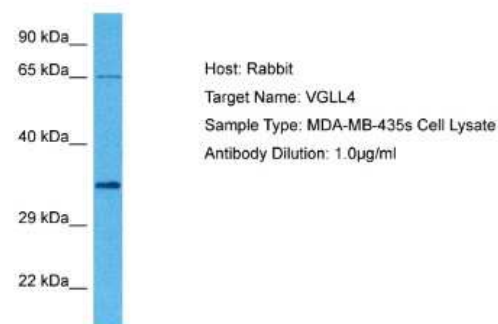 90 kDa
65 kDa
40 kDa
29 kDa
22 kDa
Host: Rabbit
Target Name: VGLL4
Sample Type: MDA-MB-435s Cell Lysate
Antibody Dilution: 1.0µg/ml